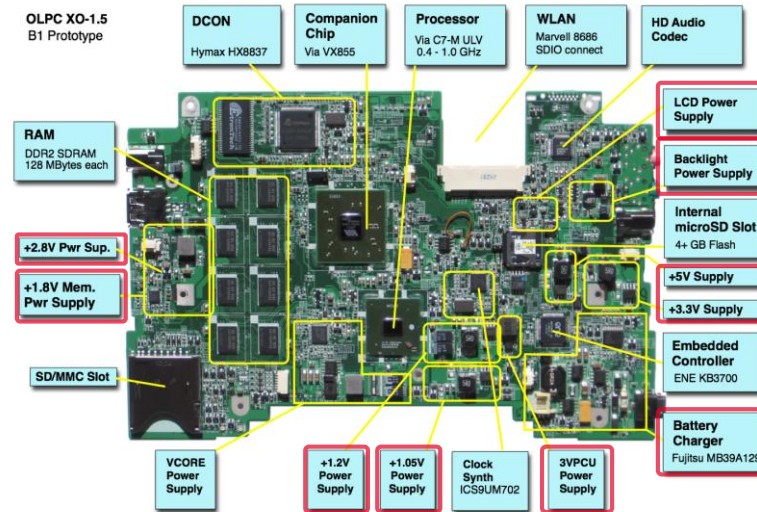 OLPC XO-1.5
B1 Prototype
DCON
Hymax HX8837
Companion
Chip
Via VX855
Processor
Via C7-M ULV
0.4 - 1.0 GHz
WLAN
Marvell 8686
SDIO connect
HD Audio
Codec
LCD Power
Supply
Backlight
Power Supply
Internal
microSD Slot
4+ GB Flash
+5V Supply
+3.3V Supply
Embedded
Controller
ENE KB3700
Battery
Charger
Fujitsu MB39A129
RAM
DDR2 SDRAM
128 MBytes each
+2.8V Pwr Sup.
+1.8V Mem.
Pwr Supply
SD/MMC Slot
VCORE
Power
Supply
+1.2V
Power
Supply
+1.05V
Power
Supply
Clock
Synth
ICS9UM702
3VPCU
Power
Supply